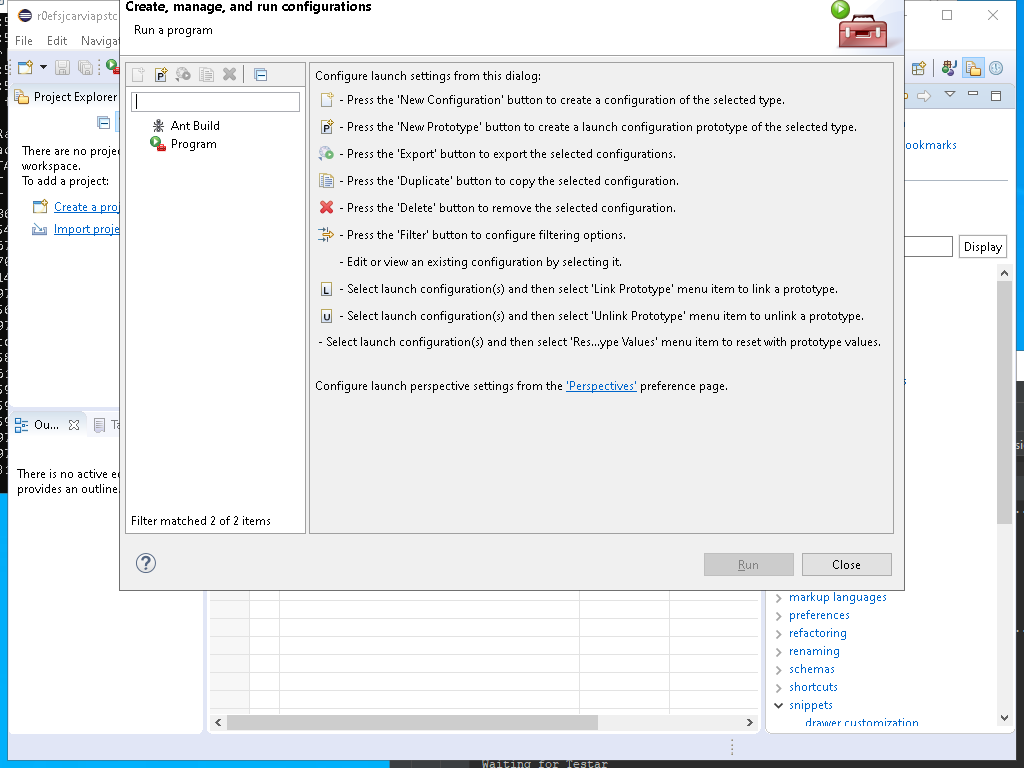 Create, manage, and run configurations
Run a program
r0efsjcarviapstc
File Edit Navigat
Project Explorer
There are no projec
workspace.
To add a project:
Create a proj
Import proje
Ou...
Ta
There is no active ed
provides an outline.
Ant Build
Program
Filter matched 2 of 2 items
Configure launch settings from this dialog:
- Press the 'New Configuration' button to create a configuration of the selected type.
- Press the 'New Prototype' button to create a launch configuration prototype of the selected type.
- Press the 'Export' button to export the selected configurations.
- Press the 'Duplicate' button to copy the selected configuration.
- Press the 'Delete' button to remove the selected configuration.
- Press the 'Filter' button to configure filtering options.
- Edit or view an existing configuration by selecting it.
L - Select launch configuration(s) and then select 'Link Prototype' menu item to link a prototype.
U - Select launch configuration(s) and then select 'Unlink Prototype' menu item to unlink a prototype.
- Select launch configuration(s) and then select 'Res...ype Values' menu item to reset with prototype values.
Configure launch perspective settings from the 'Perspectives' preference page.
Run
Close
ookmarks
Display
markup languages
preferences
refactoring
renaming
schemas
shortcuts
snippets
drawer customization
Waiting for Testar